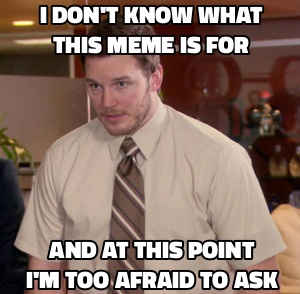 I DON'T KNOW WHAT
THIS MEME IS FOR
AND AT THIS POINT
I'M TOO AFRAID TO ASK